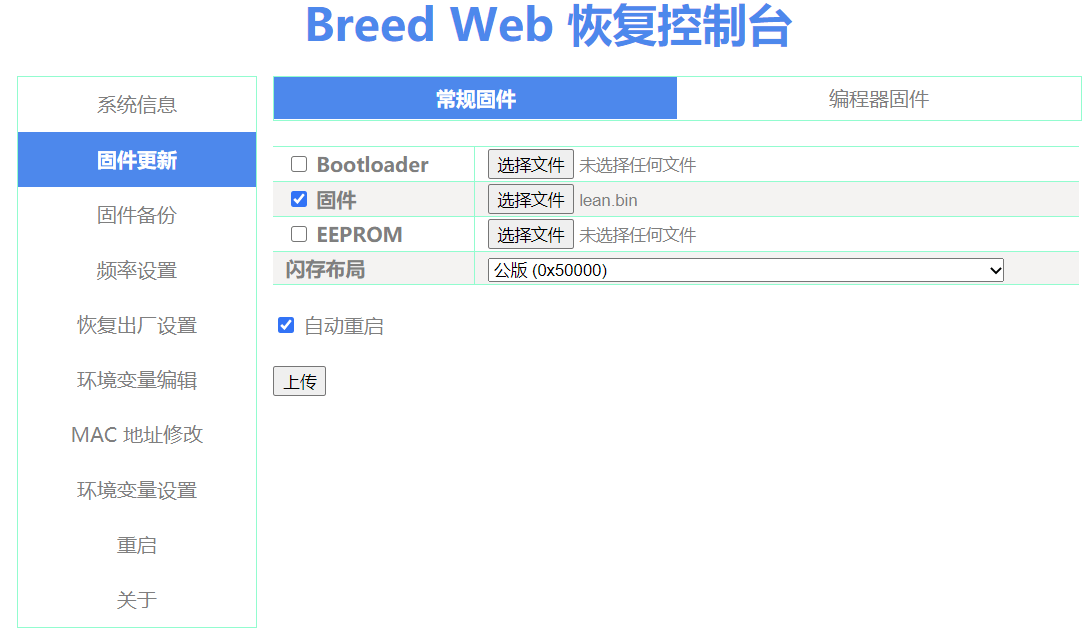 Breed Web 恢复控制台
系统信息
固件更新
固件备份
频率设置
恢复出厂设置
环境变量编辑
MAC 地址修改
环境变量设置
重启
关于
常规固件 编程器固件
Bootloader 选择文件 未选择任何文件
固件 选择文件 lean.bin
EEPROM 选择文件 未选择任何文件
闪存布局 公版 (0x50000)
自动重启
上传